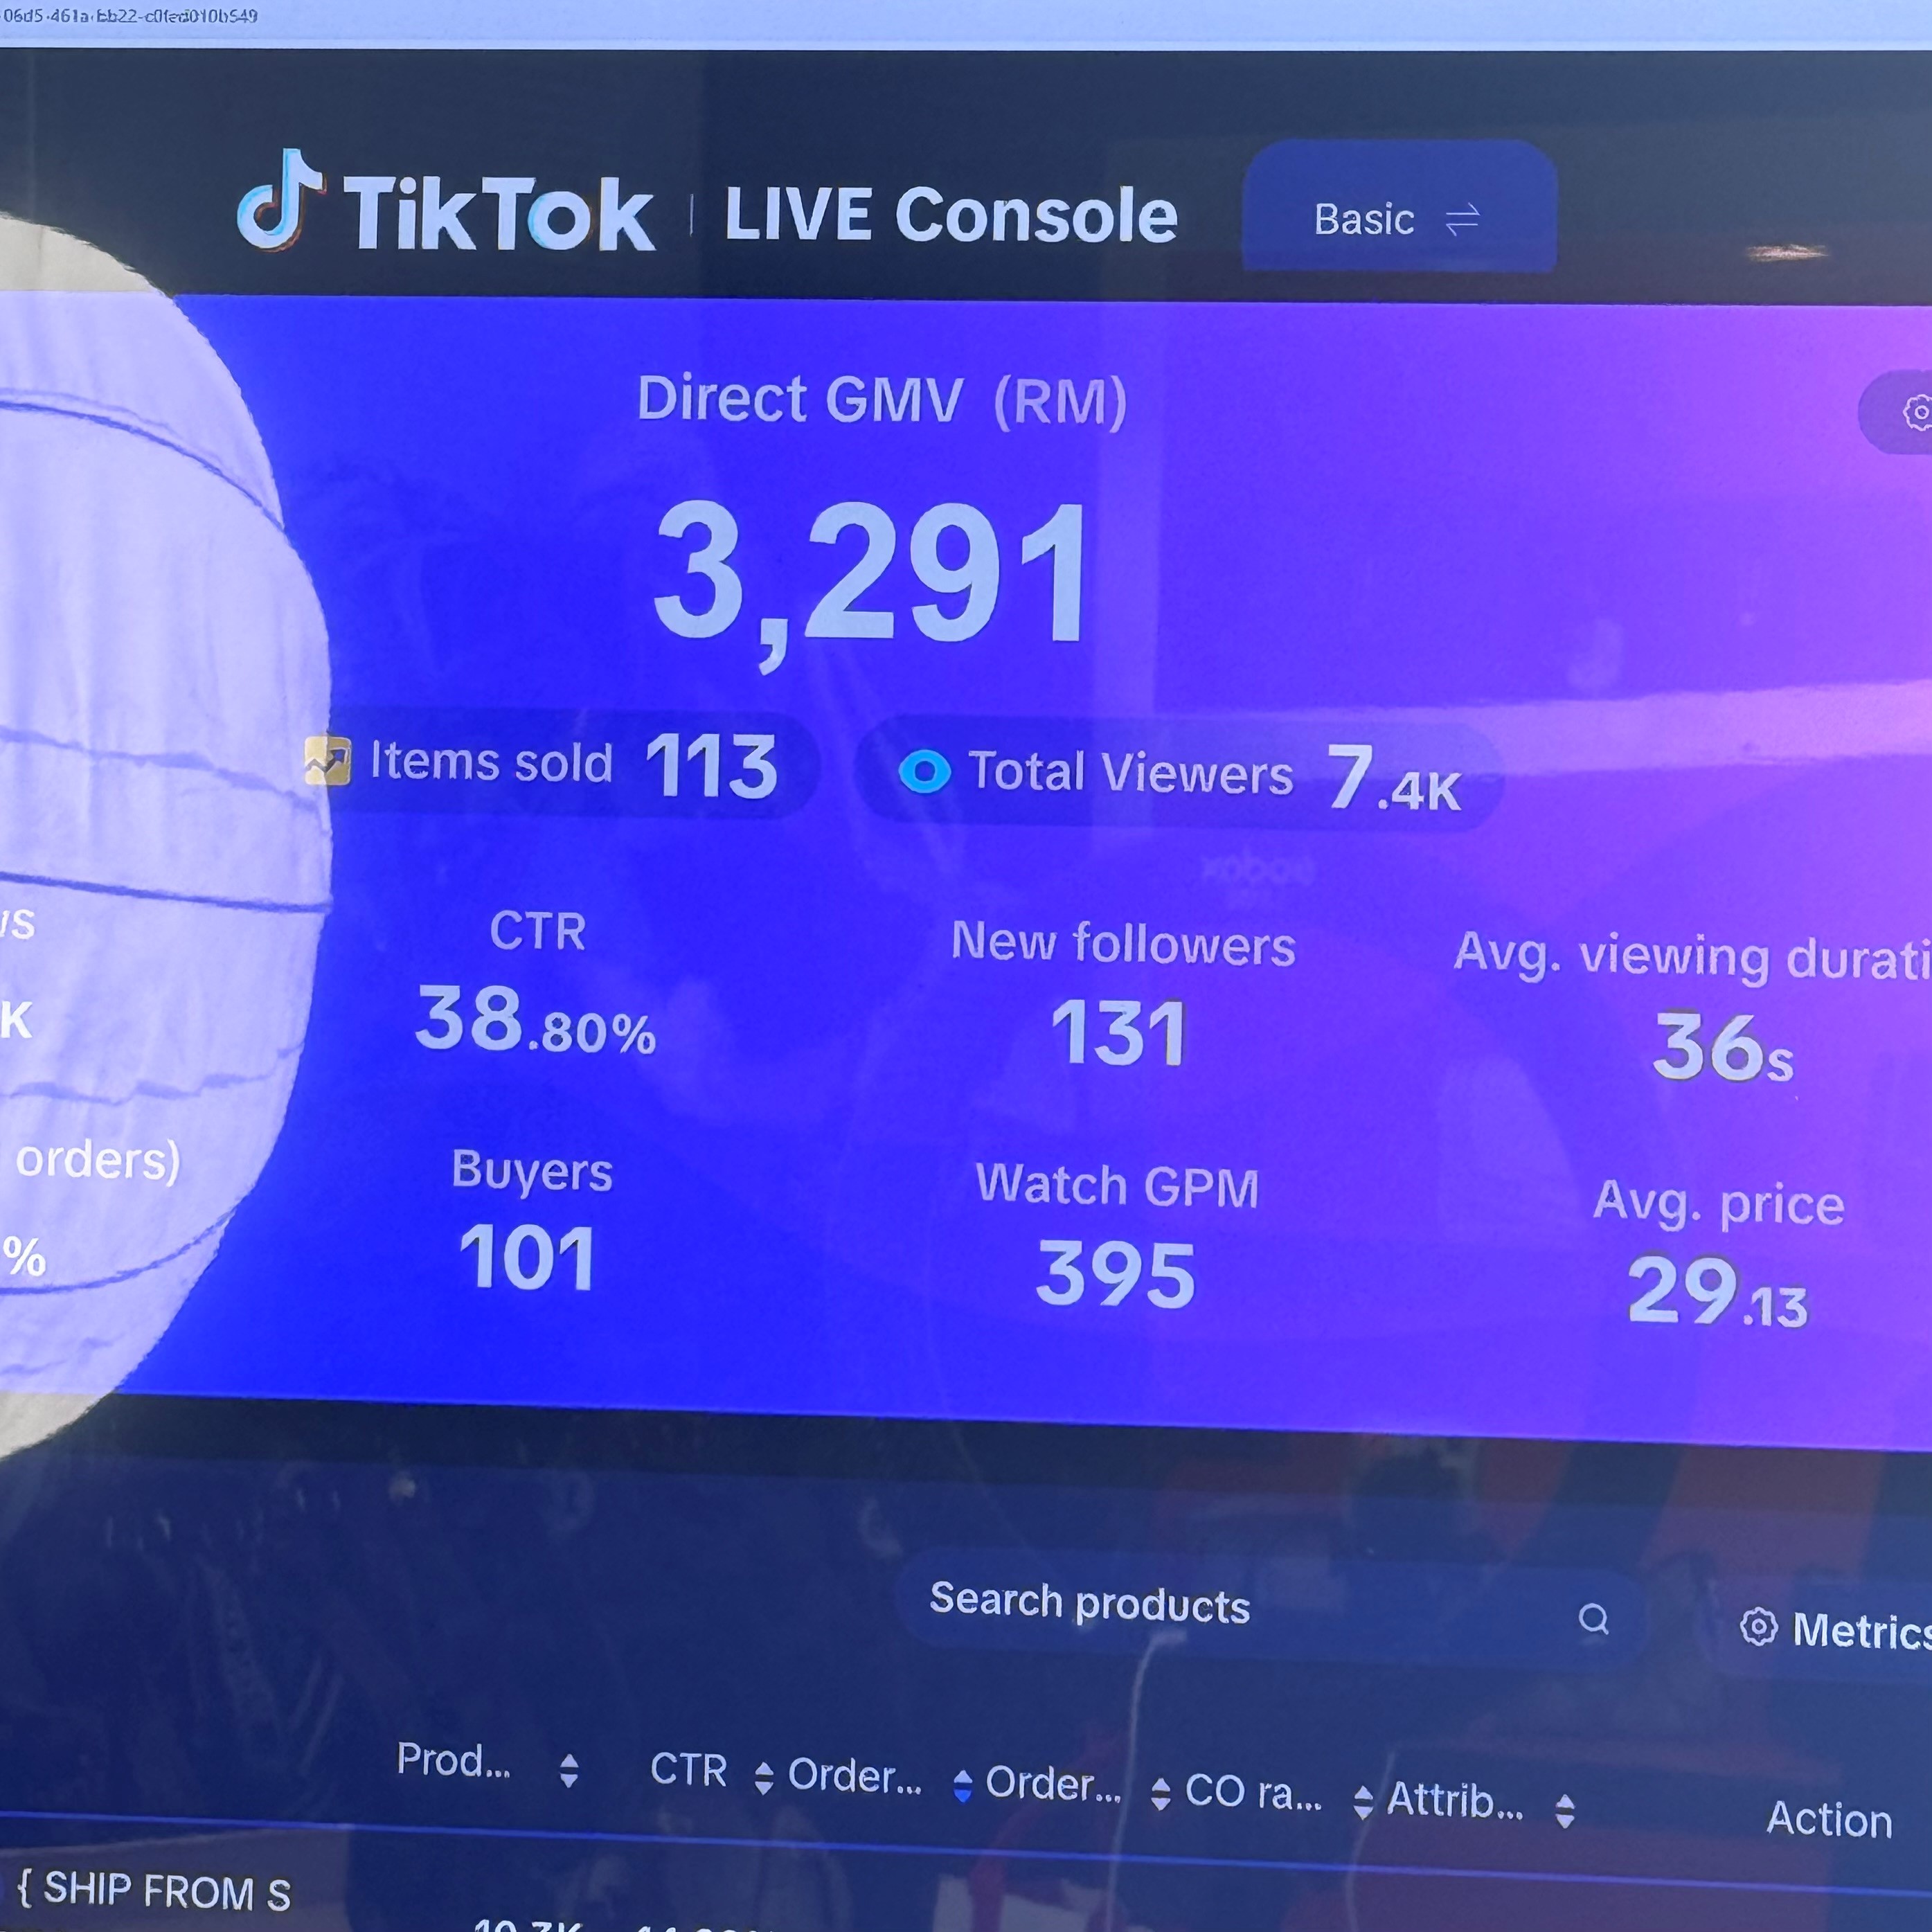 06d5-461a-bb22-c0fed010b549
TikTok LIVE Console Basic
Direct GMV (RM)
3,291
Items sold 113 Total Viewers 7.4K
CTR New followers Avg. viewing durati
K 38.80% 131 36s
orders) Buyers Watch GPM Avg. price
% 101 395 29.13
Search products Metrics
Prod... CTR Order... Order... CO ra... Attrib... Action
{ SHIP FROM S